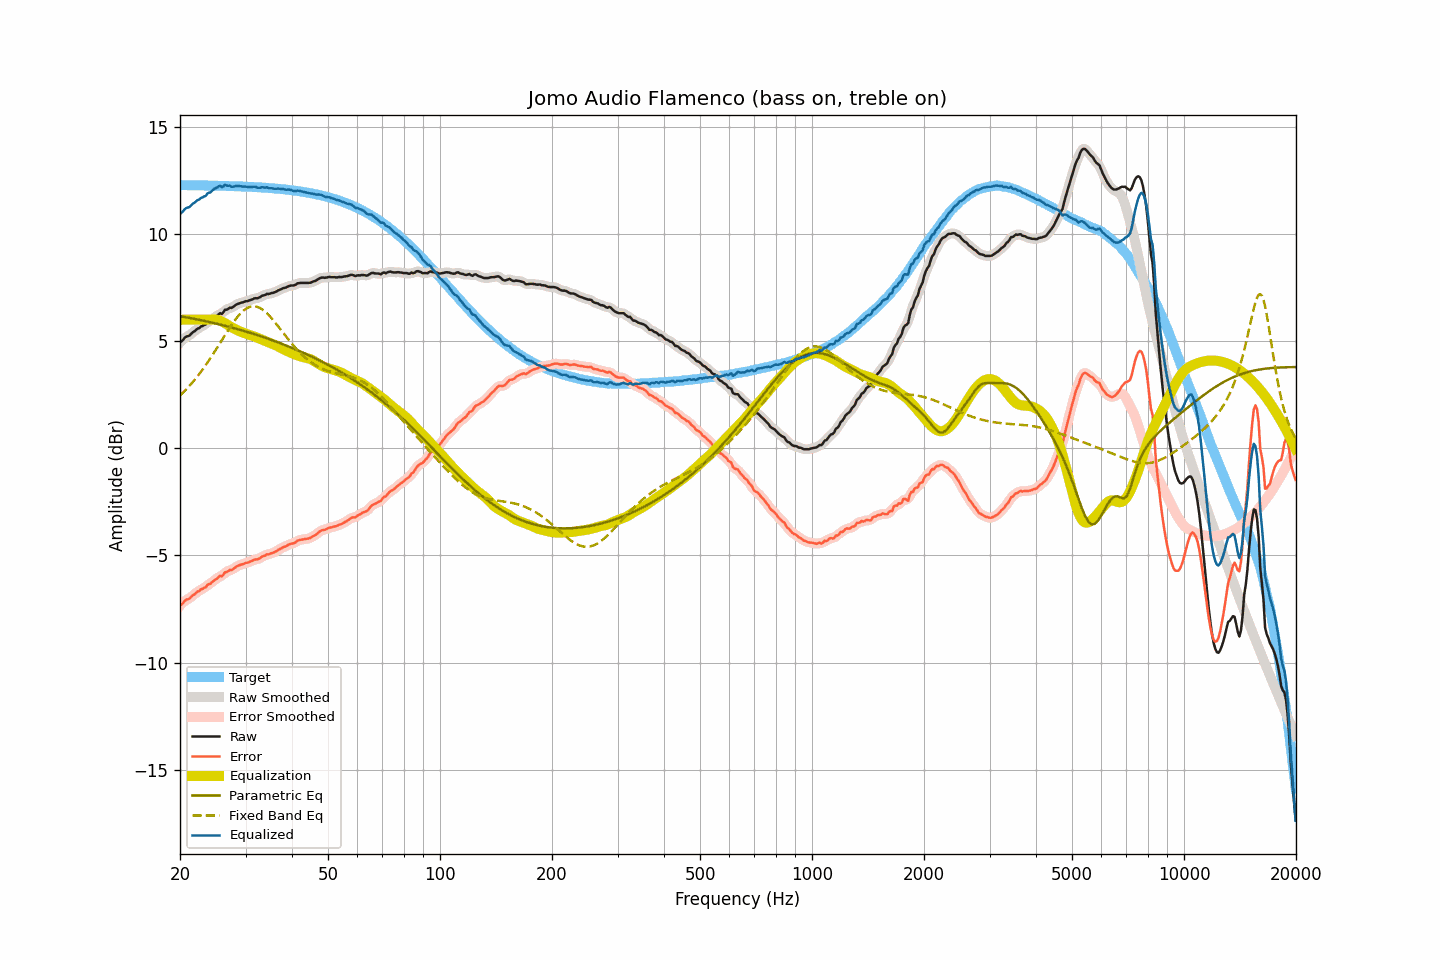 Jomo Audio Flamenco (bass on, treble on)
15
10
5
0
−5
−10
−15
Amplitude (dBr)
Target
Raw Smoothed
Error Smoothed
Raw
Error
Equalization
Parametric Eq
Fixed Band Eq
Equalized
20 50 100 200 500 1000 2000 5000 10000 20000
Frequency (Hz)